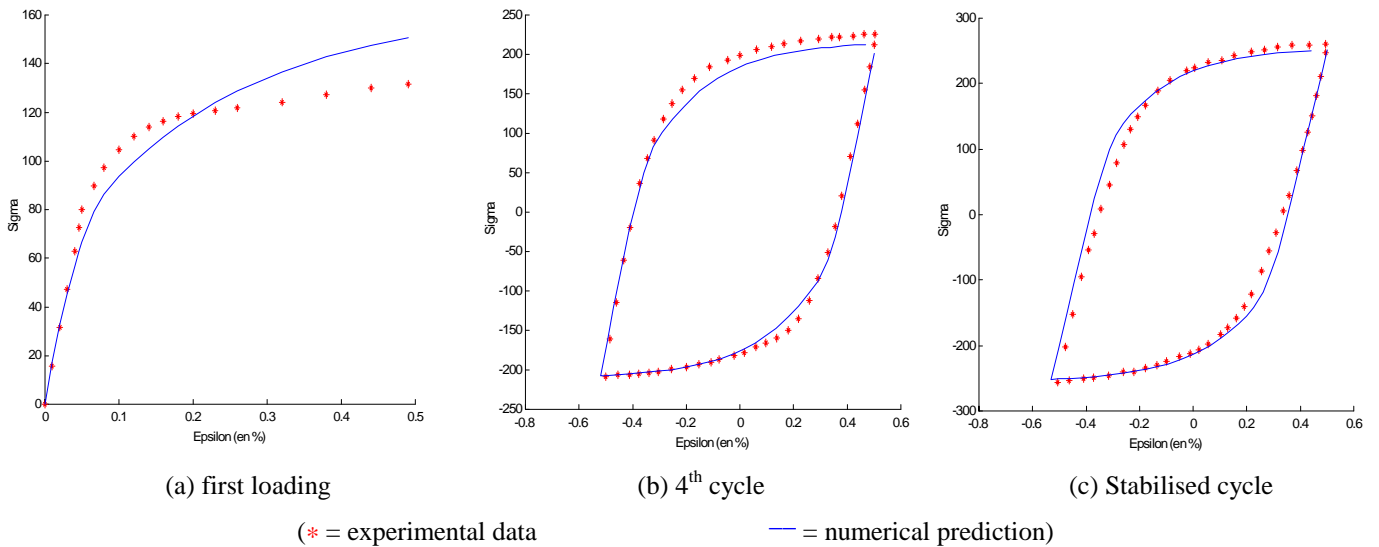 160
140
120
100
80
60
40
20
0
Sigma
0 0.1 0.2 0.3 0.4 0.5
Epsilon (en %)
(a) first loading
250
200
150
100
50
0
-50
-100
-150
-200
-250
Sigma
-0.8 -0.6 -0.4 -0.2 0 0.2 0.4 0.6
Epsilon (en %)
(b) 4th cycle
300
200
100
0
-100
-200
-300
Sigma
-0.8 -0.6 -0.4 -0.2 0 0.2 0.4 0.6
Epsilon (en %)
(c) Stabilised cycle
(* = experimental data — = numerical prediction)